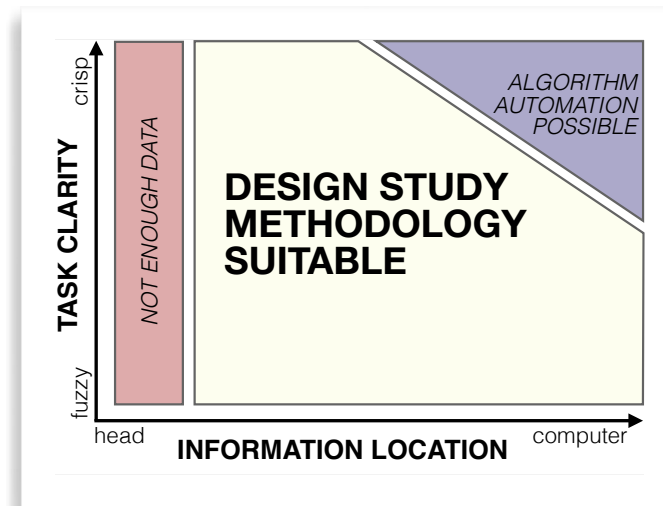 crisp
TASK CLARITY
fuzzy
NOT ENOUGH DATA
DESIGN STUDY
METHODOLOGY
SUITABLE
ALGORITHM
AUTOMATION
POSSIBLE
head
INFORMATION LOCATION
computer